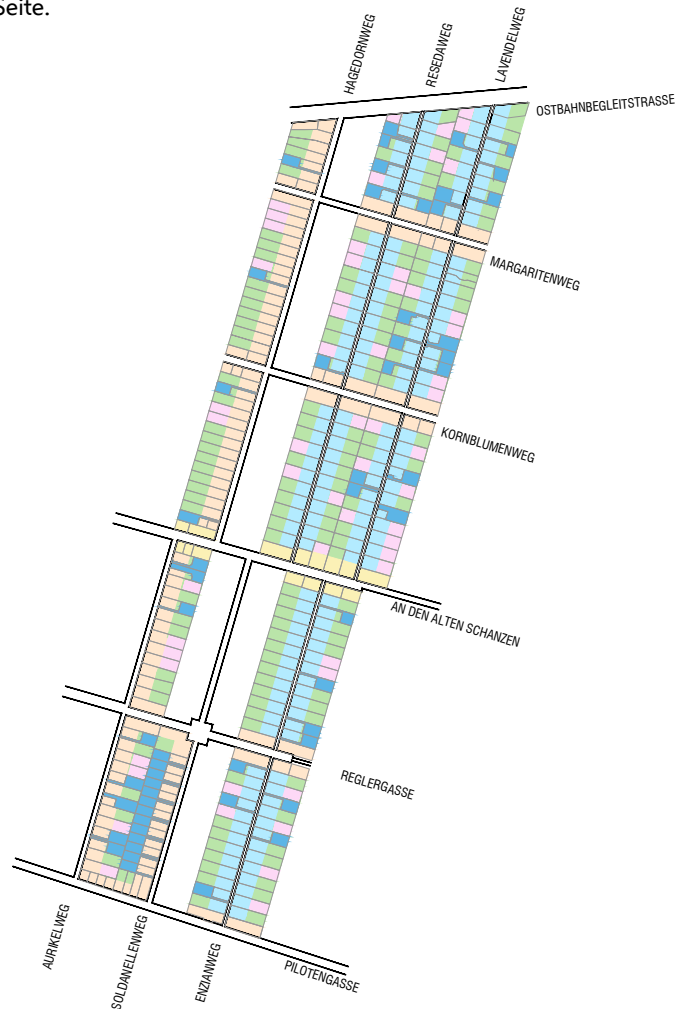 Seite.
HAGEDORNWEG
RESEDAWEG
LAVENDELWEG
OSTBAHNBEGLEITSTRASSE
MARGARITENWEG
KORNBLUMENWEG
AN DEN ALTEN SCHANZEN
REGLERGASSE
AURIKELWEG
SOLDANELLENWEG
ENZIANWEG
PILOTENGASSE